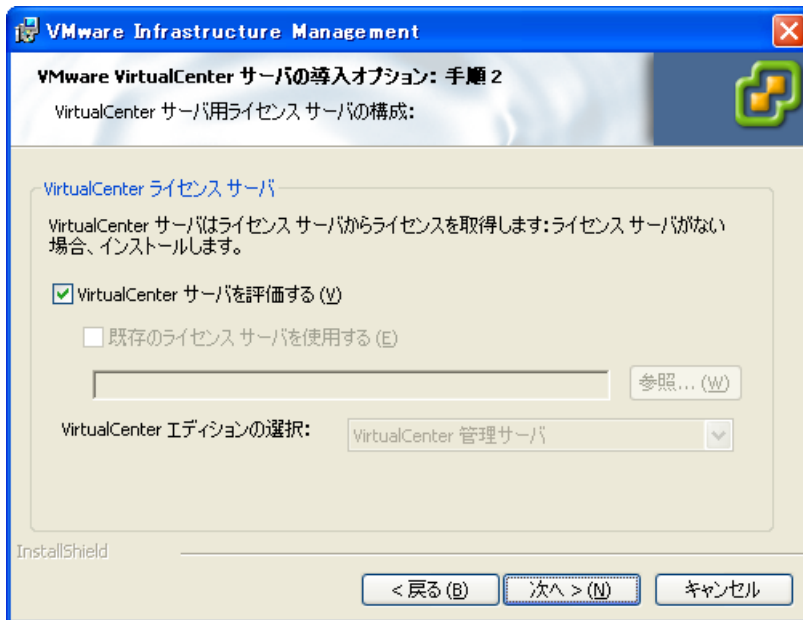 VMware Infrastructure Management
VMware VirtualCenter サーバの導入オプション: 手順 2
VirtualCenter サーバ用ライセンス サーバの構成:
VirtualCenter ライセンス サーバ
VirtualCenter サーバはライセンス サーバからライセンスを取得します: ライセンス サーバがない
場合、インストールします。
VirtualCenter サーバを評価する (V)
既存のライセンス サーバを使用する (E)
参照... (W)
VirtualCenter エディションの選択: VirtualCenter 管理サーバ
InstallShield
< 戻る (B) 次へ > (N) キャンセル